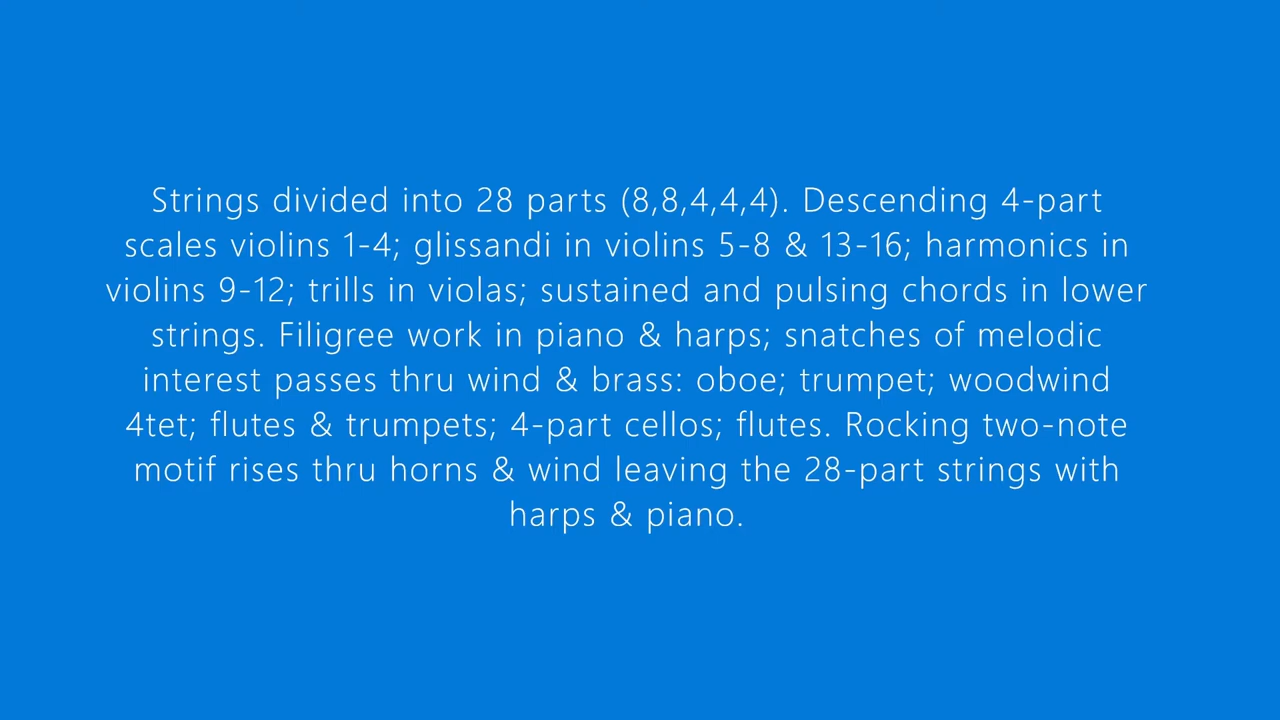 Strings divided into 28 parts (8,8,4,4,4). Descending 4-part
scales violins 1-4; glissandi in violins 5-8 & 13-16; harmonics in
violins 9-12; trills in violas; sustained and pulsing chords in lower
strings. Filigree work in piano & harps; snatches of melodic
interest passes thru wind & brass: oboe; trumpet; woodwind
4tet; flutes & trumpets; 4-part cellos; flutes. Rocking two-note
motif rises thru horns & wind leaving the 28-part strings with
harps & piano.